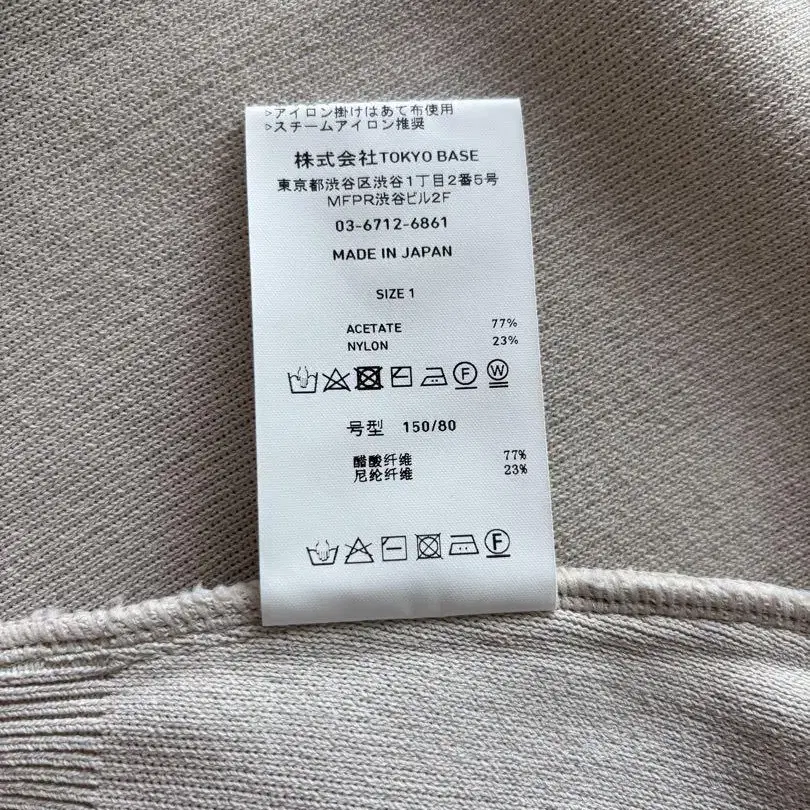 ▷アイロン掛けはあて布使用
▷スチームアイロン推奨
株式会社TOKYO BASE
東京都渋谷区渋谷1丁目2番5号
MFPR渋谷ビル2F
03-6712-6861
MADE IN JAPAN
SIZE 1
ACETATE 77%
NYLON 23%
F W
号型 150/80
醋酸纤维 77%
尼纶纤维 23%
F